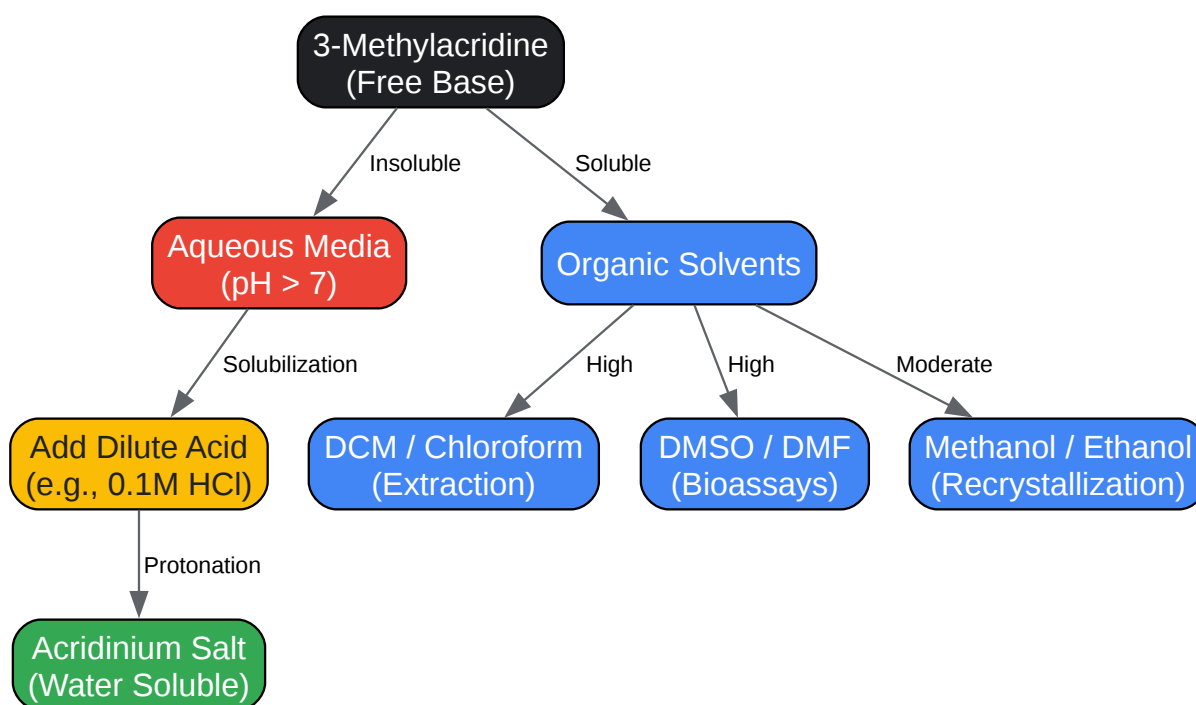 3-Methylacridine
(Free Base)
Insoluble
Soluble
Aqueous Media
(pH > 7)
Organic Solvents
Solubilization
High
High
Moderate
Add Dilute Acid
(e.g., 0.1M HCl)
DCM / Chloroform
(Extraction)
DMSO / DMF
(Bioassays)
Methanol / Ethanol
(Recrystallization)
Protonation
Acridinium Salt
(Water Soluble)